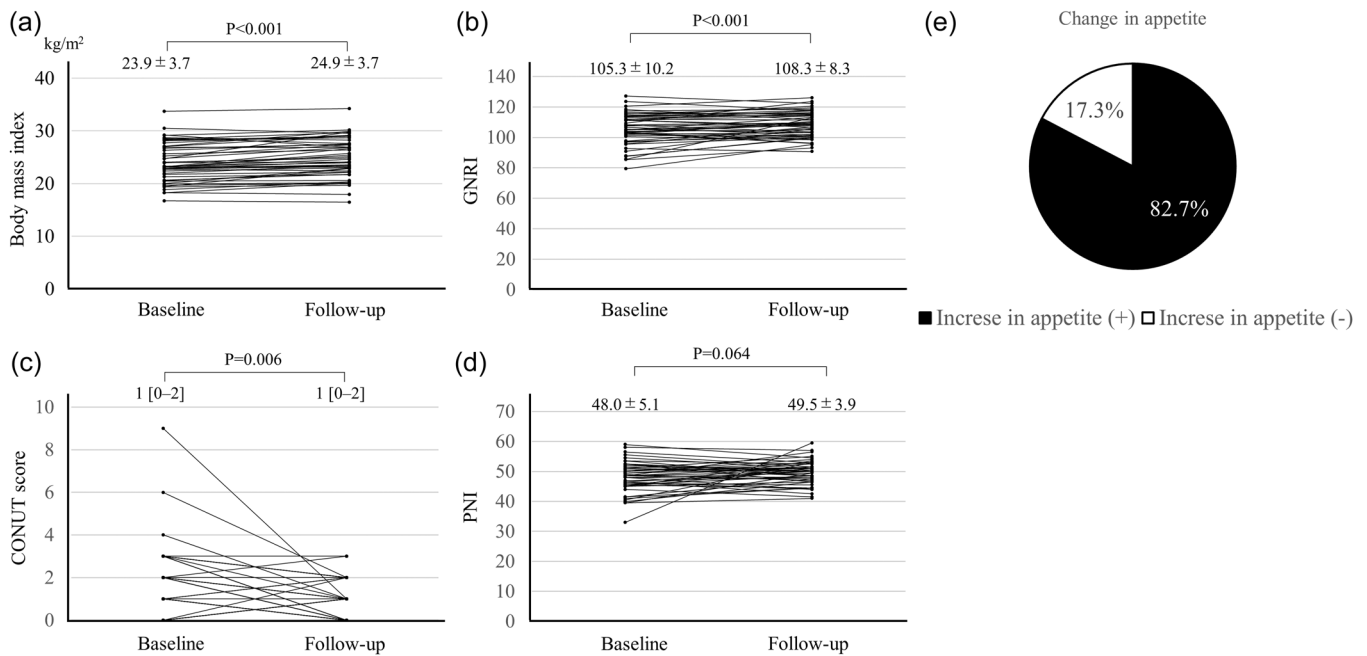 (a)
P<0.001
kg/m²
23.9 ± 3.7
24.9 ± 3.7
40
30
20
10
0
Body mass index
Baseline
Follow-up
(b)
P<0.001
105.3 ± 10.2
108.3 ± 8.3
140
120
100
80
60
40
20
0
GNRI
Baseline
Follow-up
(e)
Change in appetite
17.3%
82.7%
Increse in appetite (+) Increse in appetite (-)
(c)
P=0.006
1 [0–2]
1 [0–2]
10
8
6
4
2
0
CONUT score
Baseline
Follow-up
(d)
P=0.064
48.0 ± 5.1
49.5 ± 3.9
70
60
50
40
30
20
10
0
PNI
Baseline
Follow-up